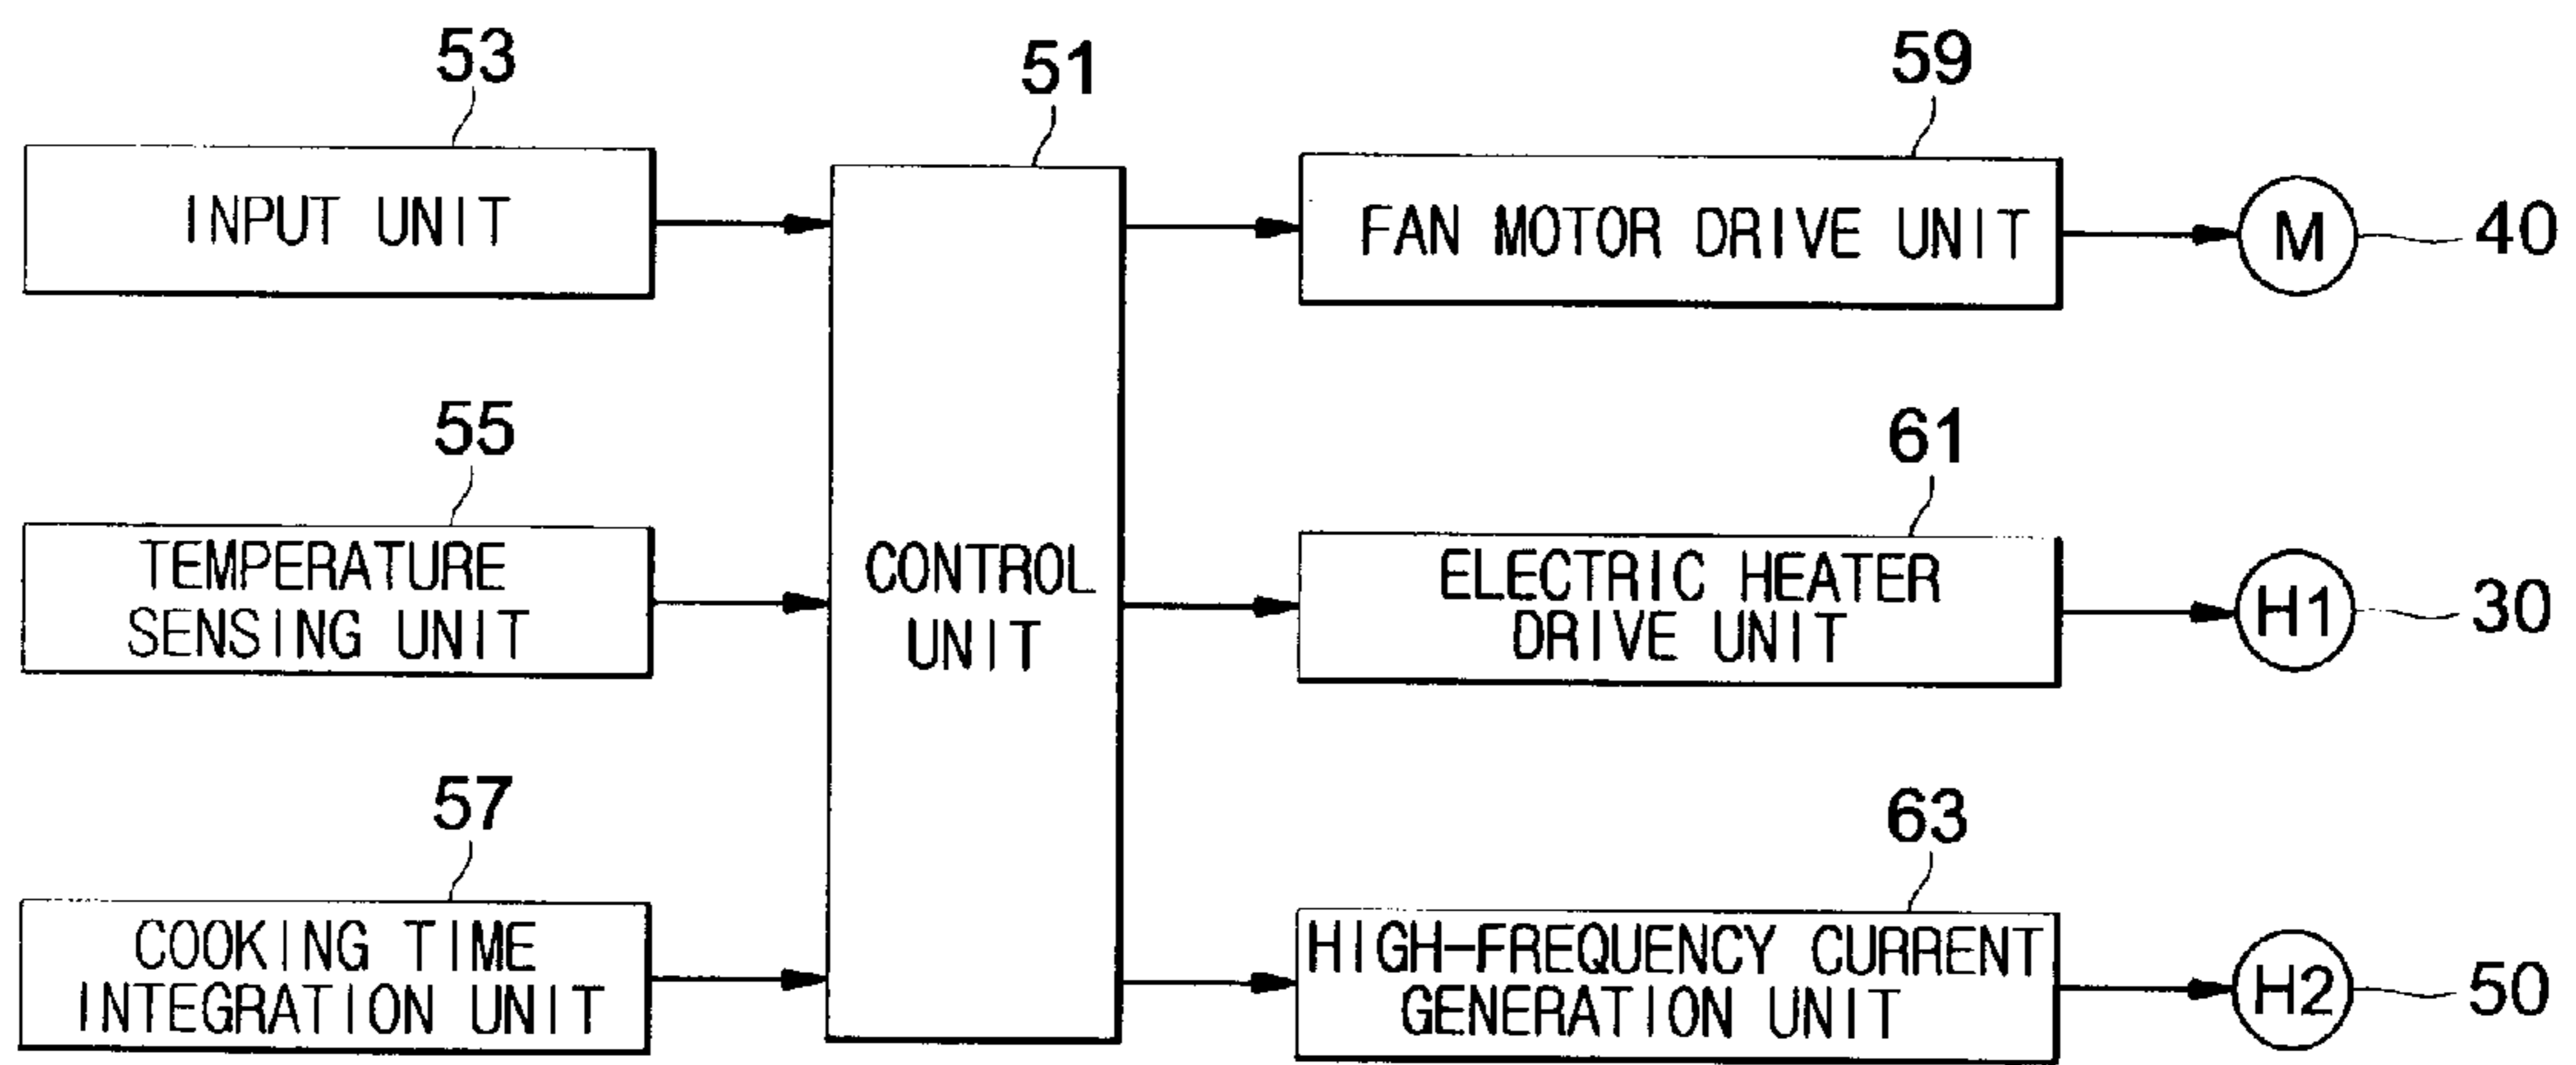 53
51
59
INPUT UNIT
FAN MOTOR DRIVE UNIT
M
40
55
61
TEMPERATURE
SENSING UNIT
CONTROL
UNIT
ELECTRIC HEATER
DRIVE UNIT
H1
30
57
63
COOKING TIME
INTEGRATION UNIT
HIGH-FREQUENCY CURRENT
GENERATION UNIT
H2
50